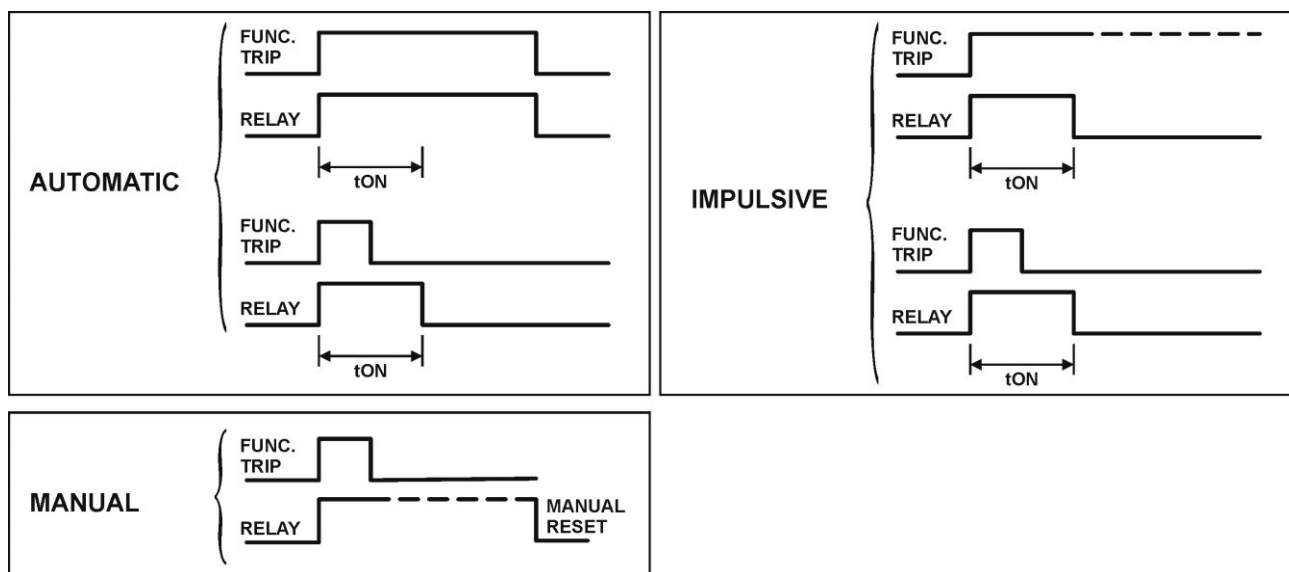 AUTOMATIC
FUNC.
TRIP
RELAY
tON
FUNC.
TRIP
RELAY
tON
IMPULSIVE
FUNC.
TRIP
RELAY
tON
FUNC.
TRIP
RELAY
tON
MANUAL
FUNC.
TRIP
RELAY
MANUAL
RESET